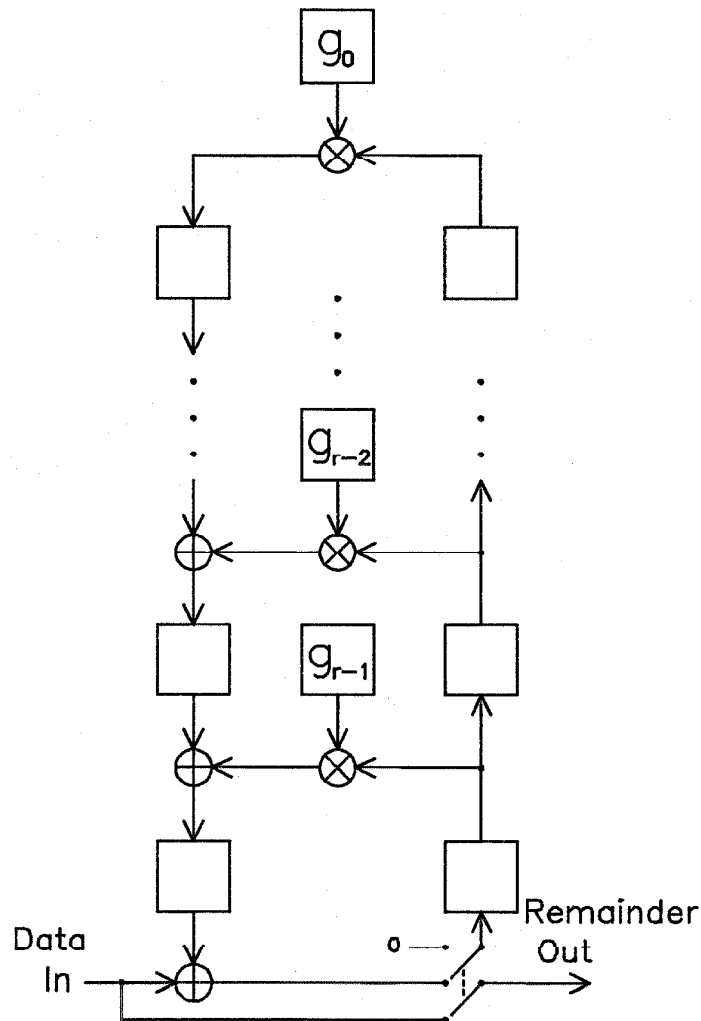 g₀
gᵣ₋₂
gᵣ₋₁
Data
In
0
Remainder
Out